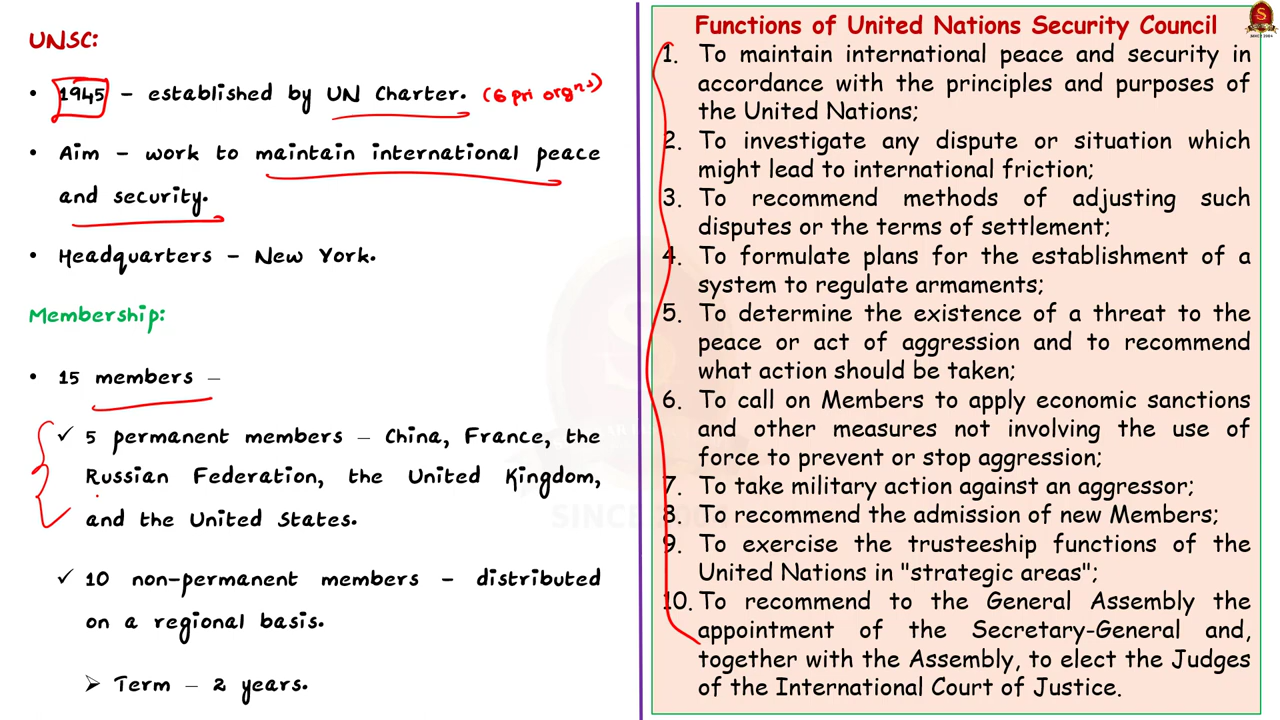 UNSC:
• 1945 – established by UN Charter. (6 pri orgns)
• Aim – work to maintain international peace
and security.
• Headquarters – New York.
Membership:
• 15 members –
✓ 5 permanent members – China, France, the
Russian Federation, the United Kingdom,
and the United States.
✓ 10 non-permanent members – distributed
on a regional basis.
➢ Term – 2 years.
Functions of United Nations Security Council
1. To maintain international peace and security in
accordance with the principles and purposes of
the United Nations;
2. To investigate any dispute or situation which
might lead to international friction;
3. To recommend methods of adjusting such
disputes or the terms of settlement;
4. To formulate plans for the establishment of a
system to regulate armaments;
5. To determine the existence of a threat to the
peace or act of aggression and to recommend
what action should be taken;
6. To call on Members to apply economic sanctions
and other measures not involving the use of
force to prevent or stop aggression;
7. To take military action against an aggressor;
8. To recommend the admission of new Members;
9. To exercise the trusteeship functions of the
United Nations in "strategic areas";
10. To recommend to the General Assembly the
appointment of the Secretary-General and,
together with the Assembly, to elect the Judges
of the International Court of Justice.
S
SINCE 2004